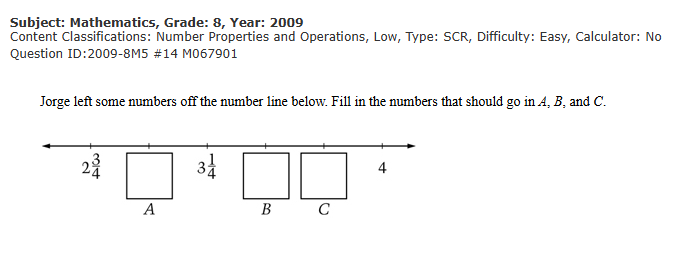 Subject: Mathematics, Grade: 8, Year: 2009
Content Classifications: Number Properties and Operations, Low, Type: SCR, Difficulty: Easy, Calculator: No
Question ID:2009-8M5 #14 M067901
Jorge left some numbers off the number line below. Fill in the numbers that should go in A, B, and C.
2 3/4 3 1/4 4
A B C